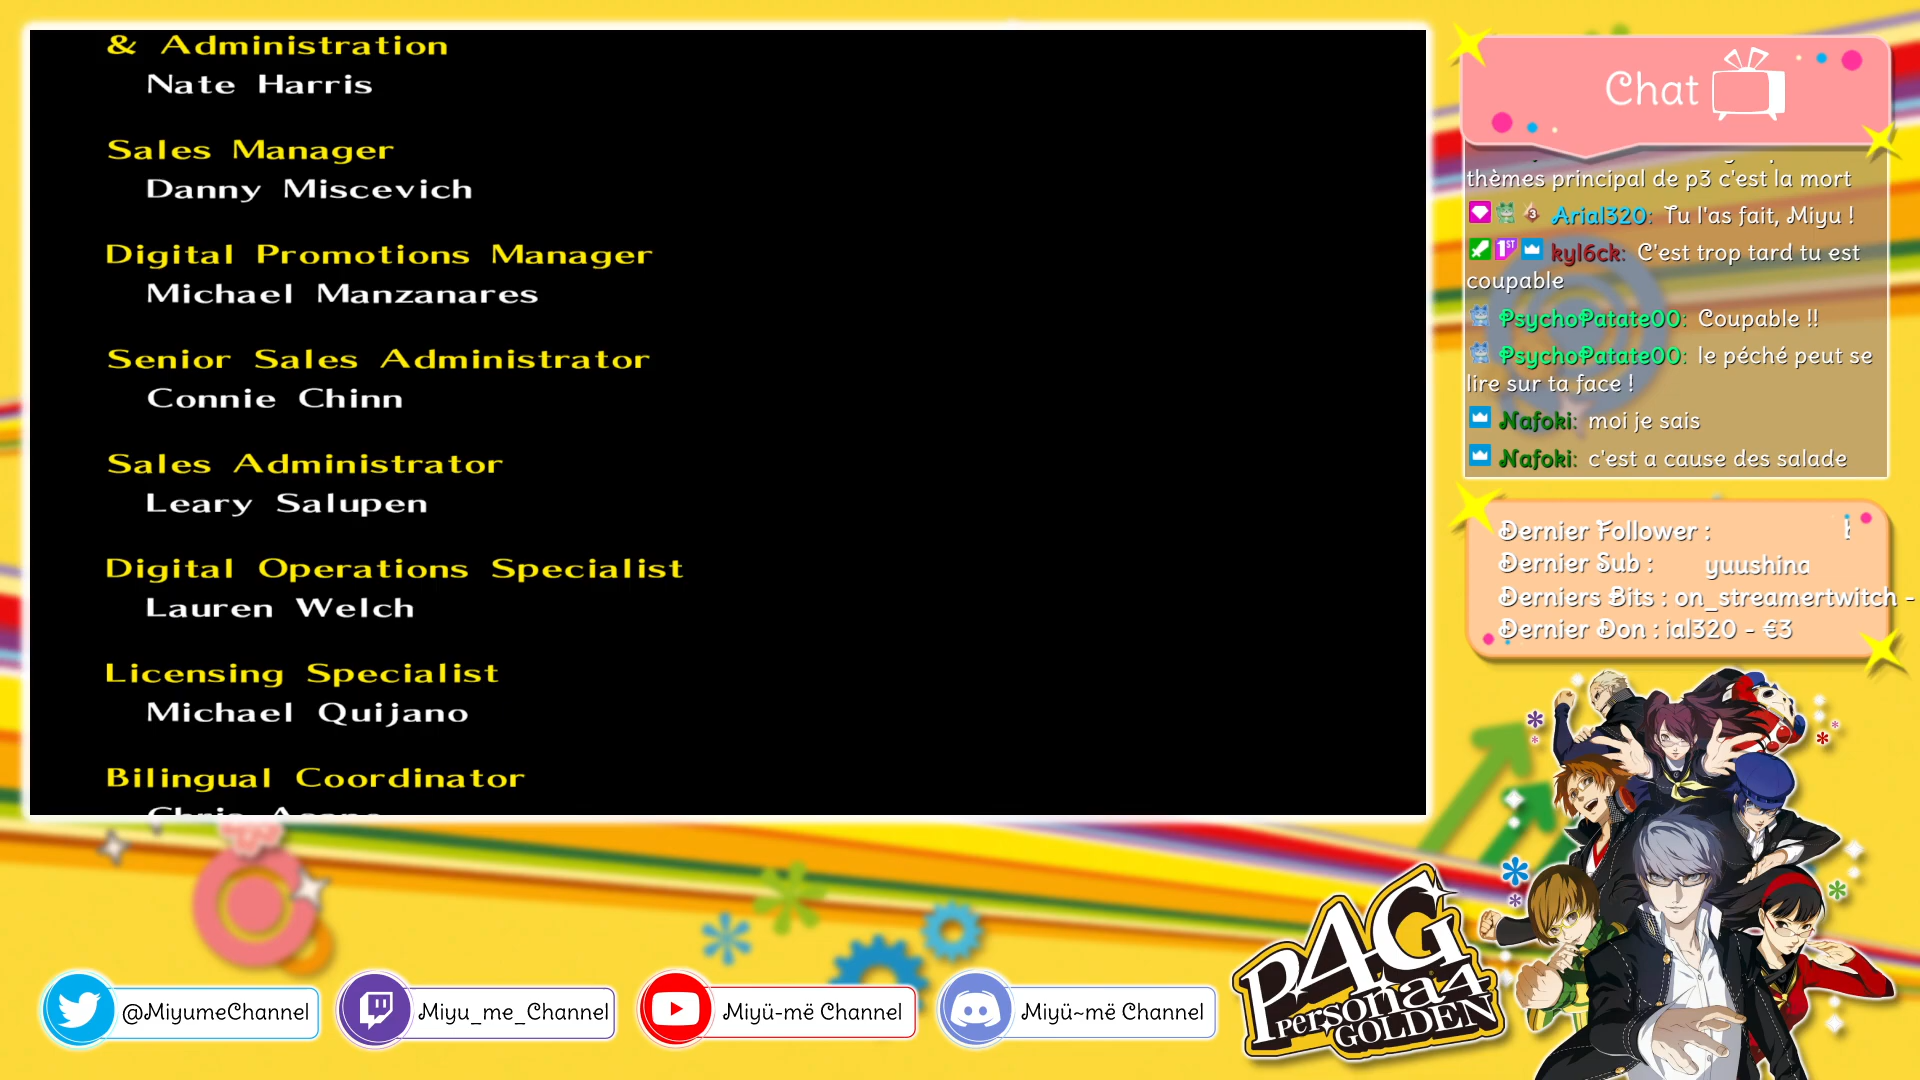 & Administration
Nate Harris
Sales Manager
Danny Miscevich
Digital Promotions Manager
Michael Manzanares
Senior Sales Administrator
Connie Chinn
Sales Administrator
Leary Salupen
Digital Operations Specialist
Lauren Welch
Licensing Specialist
Michael Quijano
Bilingual Coordinator
Chat
thèmes principal de p3 c'est la mort
3 Arial320: Tu l'as fait, Miyu !
1ST kyl6ck: C'est trop tard tu est
coupable
PsychoPatate00: Coupable !!
PsychoPatate00: le péché peut se
lire sur ta face !
Nafoki: moi je sais
Nafoki: c'est a cause des salade
Dernier Follower :
Dernier Sub : yuushina
Derniers Bits : on_streamertwitch -
Dernier Don : ial320 - €3
@MiyumeChannel
Miyu_me_Channel
Miyü-më Channel
Miyü~më Channel
P4G
Persona 4
GOLDEN